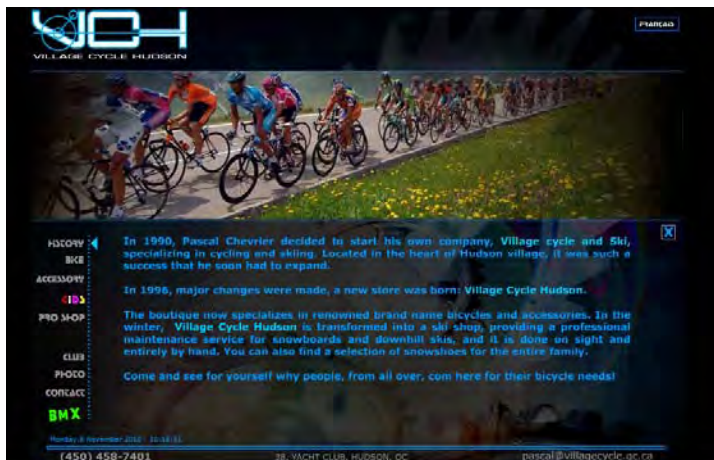 VCH
VILLAGE CYCLE HUDSON
FRANÇAIS
HISTORY
BIKE
ACCESSORY
KIDS
PRO SHOP
CLUB
PHOTO
CONTACT
BMX
X
In 1990, Pascal Chevrier decided to start his own company, Village cycle and Ski,
specializing in cycling and skiing. Located in the heart of Hudson village, it was such a
success that he soon had to expand.
In 1996, major changes were made, a new store was born: Village Cycle Hudson.
The boutique now specializes in renowned brand name bicycles and accessories. In the
winter, Village Cycle Hudson is transformed into a ski shop, providing a professional
maintenance service for snowboards and downhill skis, and it is done on sight and
entirely by hand. You can also find a selection of snowshoes for the entire family.
Come and see for yourself why people, from all over, com here for their bicycle needs!
Monday 8 November 2010
(450) 458-7401
28, YACHT CLUB, HUDSON, QC
pascal@villagecycle.qc.ca